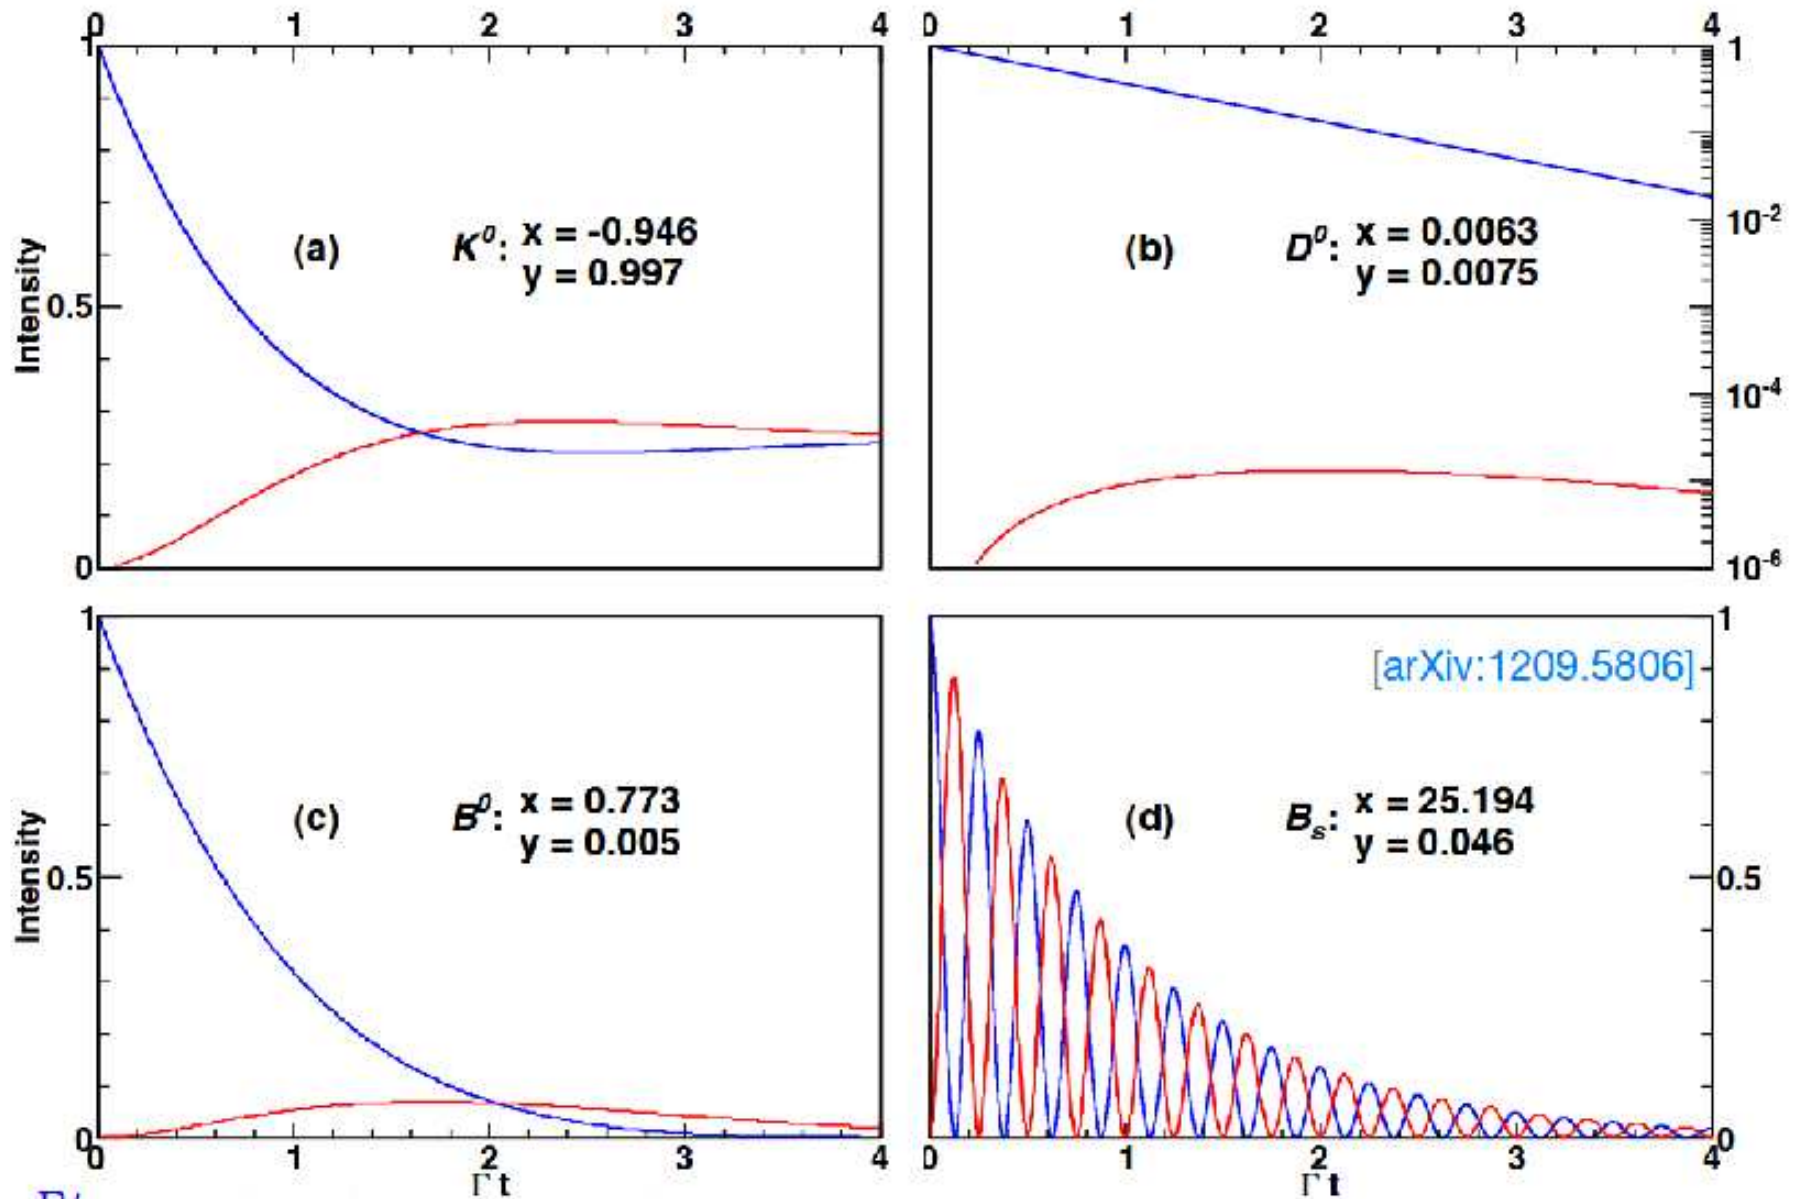 0 1 2 3 4
0 1 2 3 4
1
1
Intensity
0.5
0
(a) K⁰: x = -0.946
y = 0.997
(b) D⁰: x = 0.0063
y = 0.0075
10⁻²
10⁻⁴
10⁻⁶
1
1
[arXiv:1209.5806]
Intensity
0.5
0
(c) B⁰: x = 0.773
y = 0.005
(d) Bₛ: x = 25.194
y = 0.046
0.5
0
0 1 2 3 4
0 1 2 3 4
Γ t
Γ t